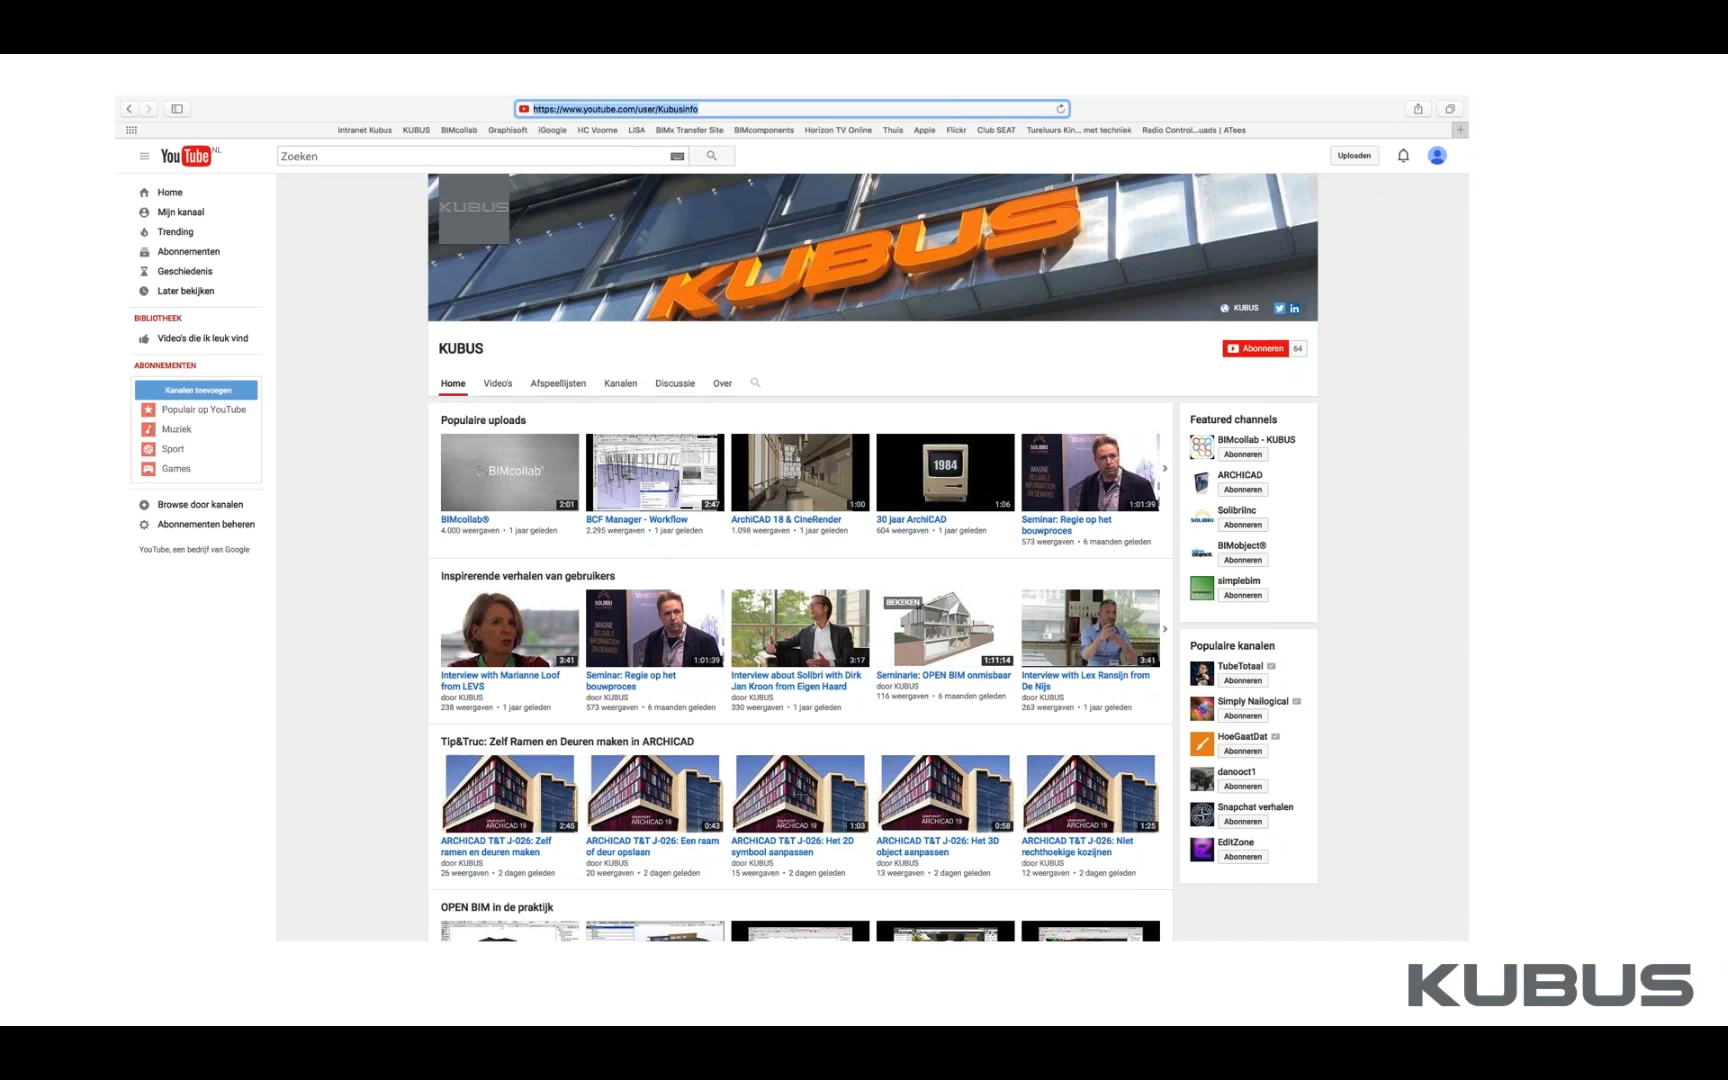 https://www.youtube.com/user/Kubusinfo
Intranet Kubus KUBUS BIMcollab Graphisoft iGoogle HC Voorne LISA BIMx Transfer Site BIMcomponents Horizon TV Online Thuis Apple Flickr Club SEAT Tureluurs Kin... met techniek Radio Control...uads | ATees
YouTube NL
Zoeken
Uploaden
Home
Mijn kanaal
Trending
Abonnementen
Geschiedenis
Later bekijken
BIBLIOTHEEK
Video's die ik leuk vind
ABONNEMENTEN
Kanalen toevoegen
Populair op YouTube
Muziek
Sport
Games
Browse door kanalen
Abonnementen beheren
YouTube, een bedrijf van Google
KUBUS
KUBUS
KUBUS
KUBUS
Abonneren 64
Home Video's Afspeellijsten Kanalen Discussie Over
Populaire uploads
BIMcollab
2:01
2:47
1:00
1984
1:06
SOLIBRI
IMAGINE
RELIABLE
INFORMATION
ON DEMAND
1:01:39
BIMcollab® BCF Manager - Workflow ArchiCAD 18 & CineRender 30 jaar ArchiCAD Seminar: Regie op het
bouwproces
4.000 weergaven • 1 jaar geleden 2.295 weergaven • 1 jaar geleden 1.098 weergaven • 1 jaar geleden 604 weergaven • 1 jaar geleden
573 weergaven • 6 maanden geleden
Inspirerende verhalen van gebruikers
3:41
SOLIBRI
IMAGINE
RELIABLE
INFORMATION
ON DEMAND
1:01:39
3:17
BEKEKEN
1:11:14
3:41
Interview with Marianne Loof
from LEVS
door KUBUS
238 weergaven • 1 jaar geleden
Seminar: Regie op het
bouwproces
door KUBUS
573 weergaven • 6 maanden geleden
Interview about Solibri with Dirk
Jan Kroon from Eigen Haard
door KUBUS
330 weergaven • 1 jaar geleden
Seminarie: OPEN BIM onmisbaar
door KUBUS
116 weergaven • 6 maanden geleden
Interview with Lex Ransijn from
De Nijs
door KUBUS
263 weergaven • 1 jaar geleden
Tip&Truc: Zelf Ramen en Deuren maken in ARCHICAD
ARCHICAD 19
2:45
ARCHICAD 19
0:43
ARCHICAD 19
1:03
ARCHICAD 19
0:58
ARCHICAD 19
1:25
ARCHICAD T&T J-026: Zelf
ramen en deuren maken
door KUBUS
26 weergaven • 2 dagen geleden
ARCHICAD T&T J-026: Een raam
of deur opslaan
door KUBUS
20 weergaven • 2 dagen geleden
ARCHICAD T&T J-026: Het 2D
symbool aanpassen
door KUBUS
15 weergaven • 2 dagen geleden
ARCHICAD T&T J-026: Het 3D
object aanpassen
door KUBUS
13 weergaven • 2 dagen geleden
ARCHICAD T&T J-026: Niet
rechthoekige kozijnen
door KUBUS
12 weergaven • 2 dagen geleden
OPEN BIM in de praktijk
Featured channels
BIMcollab - KUBUS
Abonneren
ARCHICAD
Abonneren
SOLIBRI
SolibriInc
Abonneren
BIMobject®
Abonneren
simplebim
Abonneren
Populaire kanalen
TubeTotaal
Abonneren
Simply Nailogical
Abonneren
HoeGaatDat
Abonneren
danooct1
Abonneren
Snapchat verhalen
Abonneren
EditZone
Abonneren
KUBUS